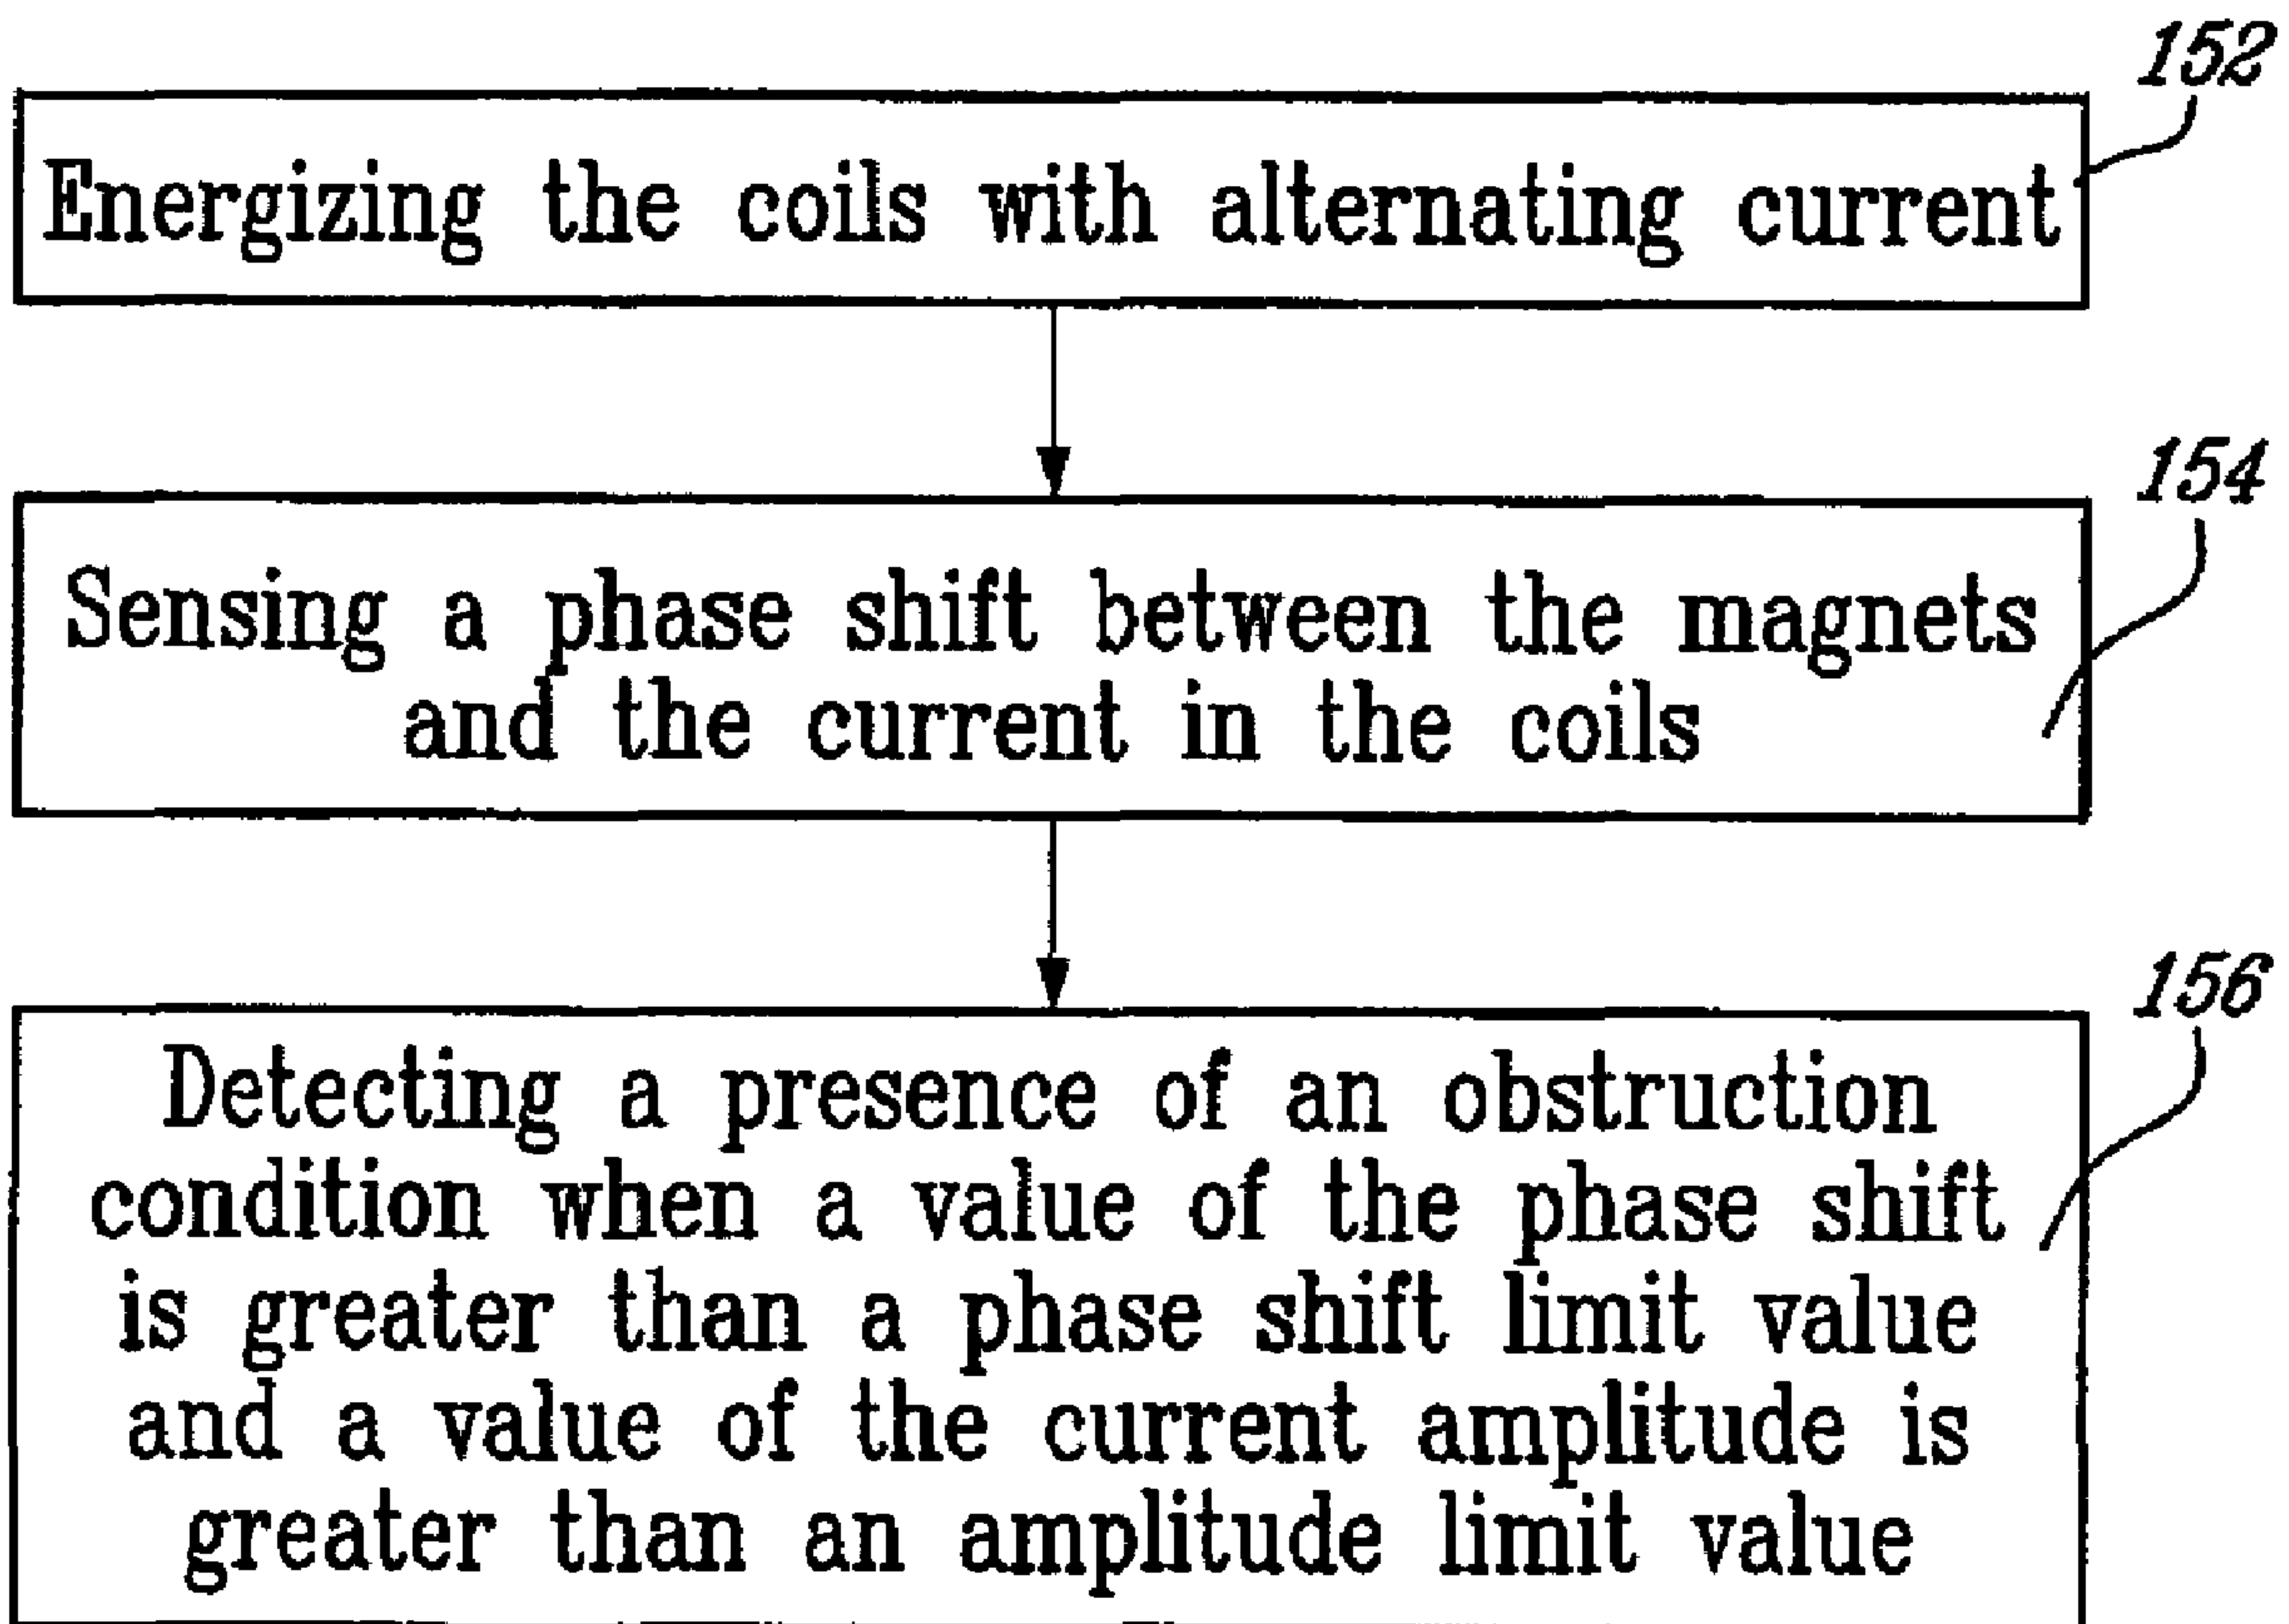 152
Energizing the coils with alternating current
154
Sensing a phase shift between the magnets
and the current in the coils
156
Detecting a presence of an obstruction
condition when a value of the phase shift
is greater than a phase shift limit value
and a value of the current amplitude is
greater than an amplitude limit value